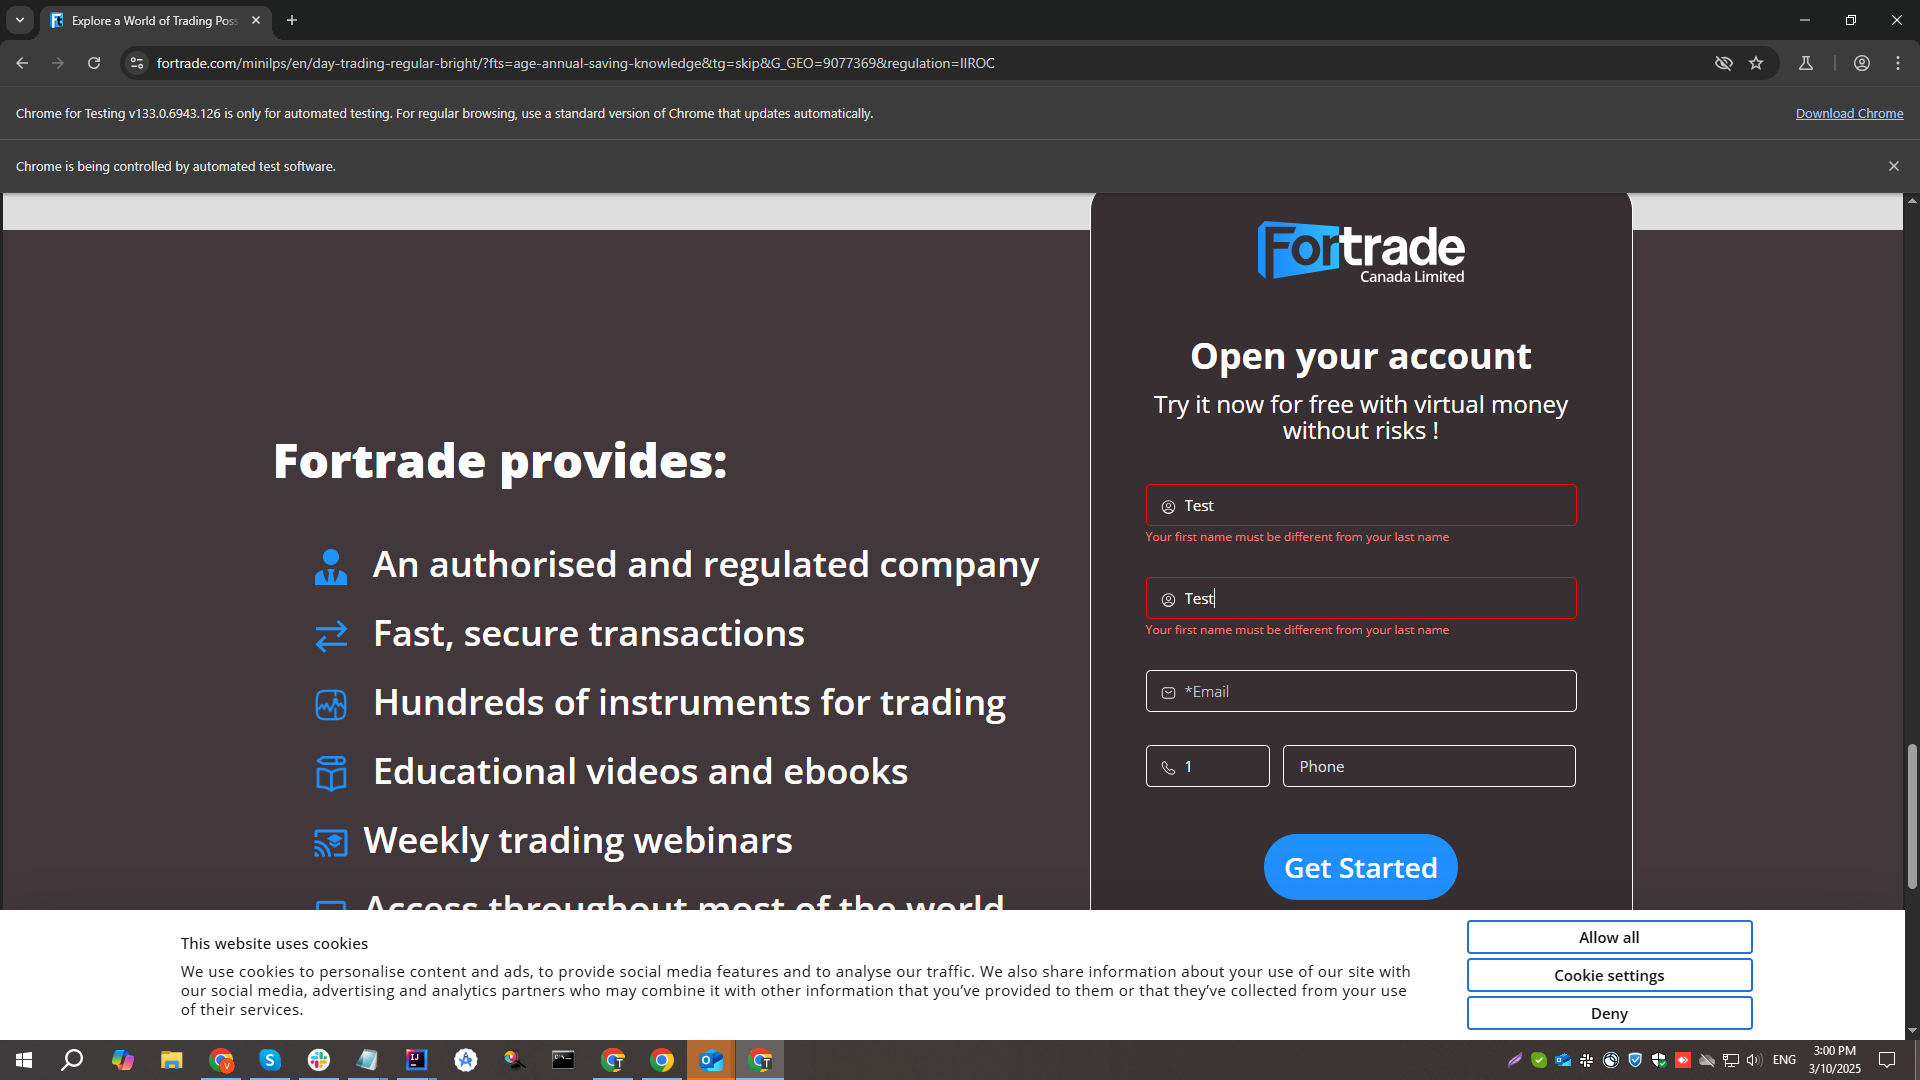 Explore a World of Trading Pos
fortrade.com/minilps/en/day-trading-regular-bright/?fts=age-annual-saving-knowledge&tg=skip&G_GEO=9077369&regulation=IIROC
Chrome for Testing v133.0.6943.126 is only for automated testing. For regular browsing, use a standard version of Chrome that updates automatically.
Download Chrome
Chrome is being controlled by automated test software.
Fortrade
Canada Limited
Open your account
Try it now for free with virtual money
without risks !
Fortrade provides:
An authorised and regulated company
Fast, secure transactions
Hundreds of instruments for trading
Educational videos and ebooks
Weekly trading webinars
Access throughout most of the world
Test
Your first name must be different from your last name
Test
Your first name must be different from your last name
*Email
1
Phone
Get Started
This website uses cookies
We use cookies to personalise content and ads, to provide social media features and to analyse our traffic. We also share information about your use of our site with
our social media, advertising and analytics partners who may combine it with other information that you've provided to them or that they've collected from your use
of their services.
Allow all
Cookie settings
Deny
ENG
3:00 PM
3/10/2025